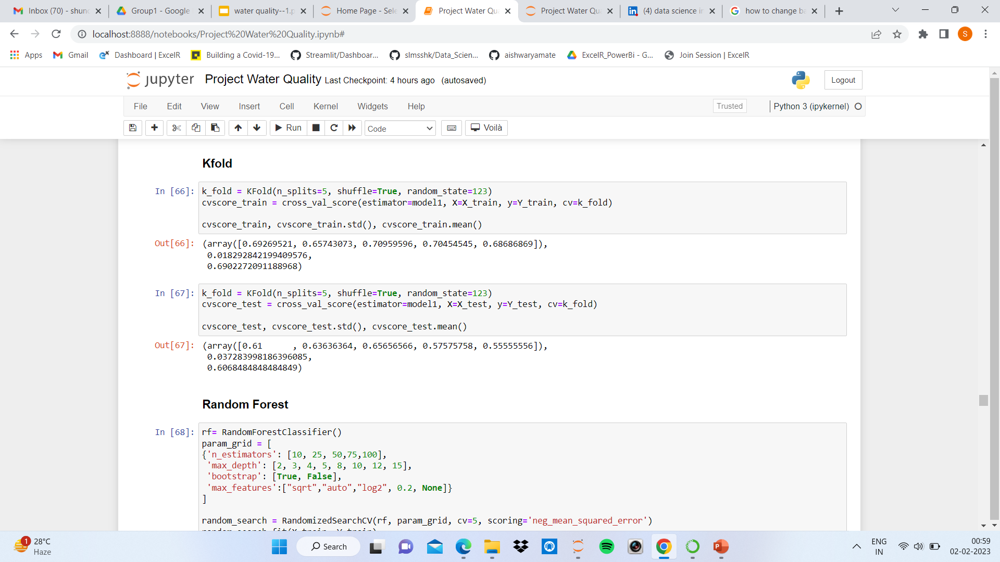 Inbox (70) - shun
Group1 - Google
water quality--1.p
Home Page - Sele
Project Water Qu
Project Water Qu
(4) data science in
how to change ba
localhost:8888/notebooks/Project%20Water%20Quality.ipynb#
S
Apps
Gmail
Dashboard | ExcelR
Building a Covid-19...
Streamlit/Dashboar...
slmsshk/Data_Scien...
aishwaryamate
ExcelR_PowerBi - G...
Join Session | ExcelR
jupyter Project Water Quality Last Checkpoint: 4 hours ago (autosaved)
Logout
File Edit View Insert Cell Kernel Widgets Help
Trusted
Python 3 (ipykernel)
Run
Code
Voilà
Kfold
In [66]: k_fold = KFold(n_splits=5, shuffle=True, random_state=123)
cvscore_train = cross_val_score(estimator=model1, X=X_train, y=Y_train, cv=k_fold)
cvscore_train, cvscore_train.std(), cvscore_train.mean()
Out[66]: (array([0.69269521, 0.65743073, 0.70959596, 0.70454545, 0.68686869]),
0.018292842199409576,
0.6902272091188968)
In [67]: k_fold = KFold(n_splits=5, shuffle=True, random_state=123)
cvscore_test = cross_val_score(estimator=model1, X=X_test, y=Y_test, cv=k_fold)
cvscore_test, cvscore_test.std(), cvscore_test.mean()
Out[67]: (array([0.61      , 0.63636364, 0.65656566, 0.57575758, 0.55555556]),
0.037283998186396085,
0.6068484848484849)
Random Forest
In [68]: rf= RandomForestClassifier()
param_grid = [
{'n_estimators': [10, 25, 50,75,100],
'max_depth': [2, 3, 4, 5, 8, 10, 12, 15],
'bootstrap': [True, False],
'max_features':["sqrt","auto","log2", 0.2, None]}
]
random_search = RandomizedSearchCV(rf, param_grid, cv=5, scoring='neg_mean_squared_error')
1
28°C
Haze
Search
ENG
IN
00:59
02-02-2023